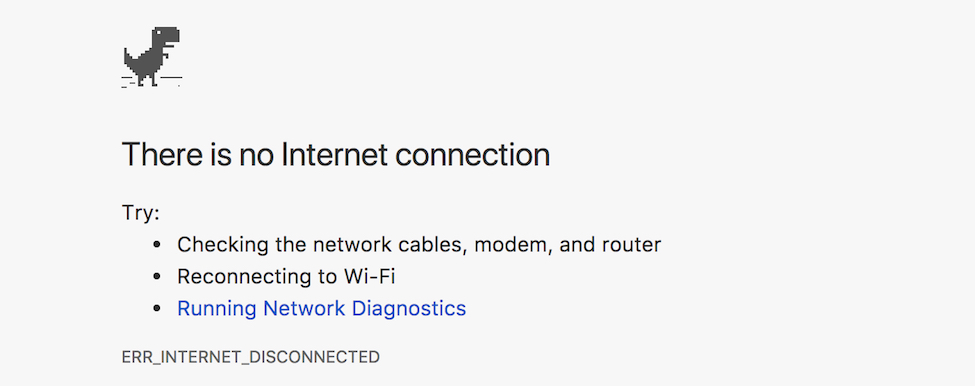 There is no Internet connection
Try:
• Checking the network cables, modem, and router
• Reconnecting to Wi-Fi
• Running Network Diagnostics
ERR_INTERNET_DISCONNECTED